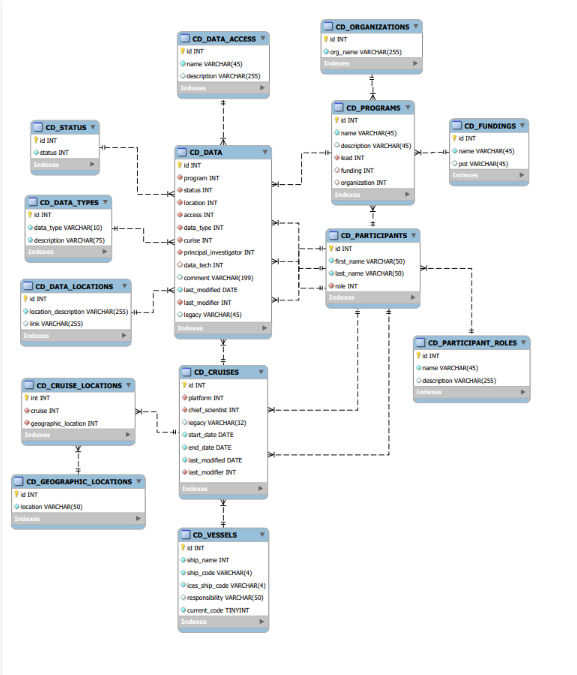 CD_ORGANIZATIONS
id INT
org_name VARCHAR(255)
Indexes
CD_DATA_ACCESS
id INT
name VARCHAR(45)
description VARCHAR(255)
Indexes
CD_PROGRAMS
id INT
name VARCHAR(45)
description VARCHAR(45)
lead INT
funding INT
organization INT
Indexes
CD_FUNDINGS
id INT
name VARCHAR(45)
pot VARCHAR(45)
Indexes
CD_STATUS
id INT
status INT
Indexes
CD_DATA
id INT
program INT
status INT
location INT
access INT
data_type INT
curise INT
principal_investigator INT
data_tech INT
comment VARCHAR(199)
last_modified DATE
last_modifier INT
legacy VARCHAR(45)
Indexes
CD_DATA_TYPES
id INT
data_type VARCHAR(10)
description VARCHAR(75)
Indexes
CD_PARTICIPANTS
id INT
first_name VARCHAR(50)
last_name VARCHAR(50)
role INT
Indexes
CD_DATA_LOCATIONS
id INT
location_description VARCHAR(255)
link VARCHAR(255)
Indexes
CD_PARTICIPANT_ROLES
id INT
name VARCHAR(45)
description VARCHAR(255)
Indexes
CD_CRUISES
id INT
platform INT
chief_scientist INT
legacy VARCHAR(32)
start_date DATE
end_date DATE
last_modified DATE
last_modifier INT
Indexes
CD_CRUISE_LOCATIONS
int INT
cruise INT
geographic_location INT
Indexes
CD_GEOGRAPHIC_LOCATIONS
id INT
location VARCHAR(50)
Indexes
CD_VESSELS
id INT
ship_name INT
ship_code VARCHAR(4)
ices_ship_code VARCHAR(4)
responsibility VARCHAR(50)
current_code TINYINT
Indexes